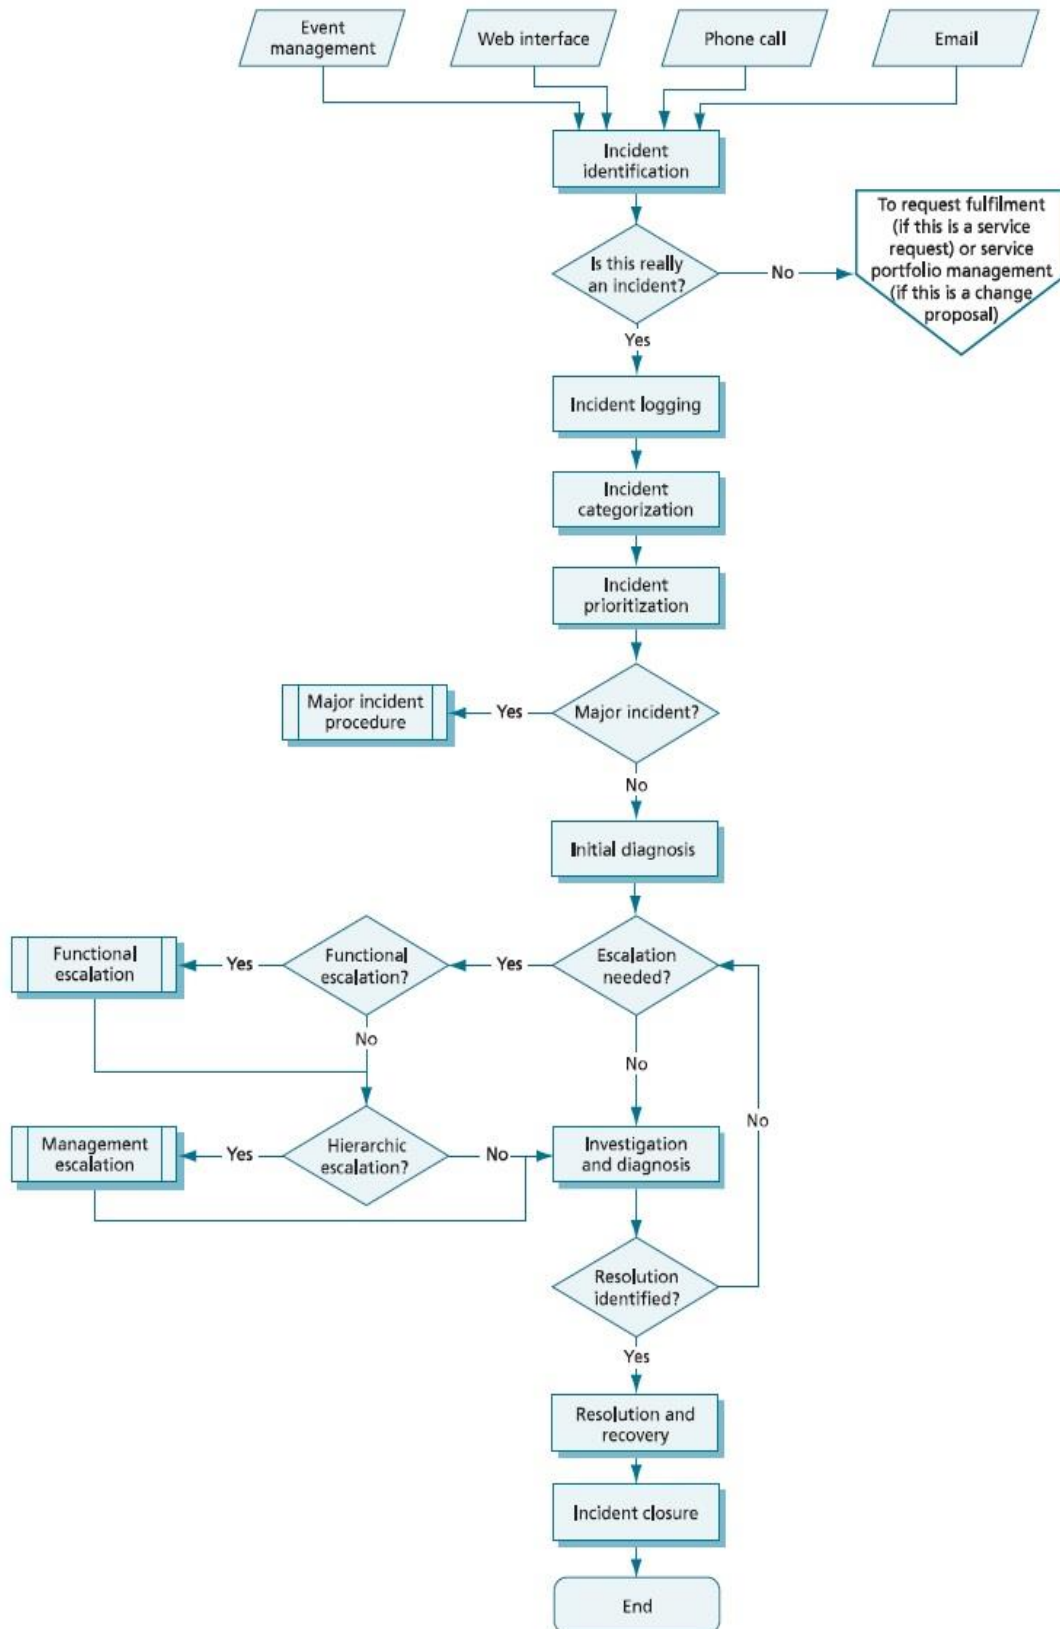 Event
management
Web interface
Phone call
Email
Incident
identification
To request fulfilment
(if this is a service
request) or service
portfolio management
(if this is a change
proposal)
Is this really
an incident?
No
Yes
Incident logging
Incident
categorization
Incident
prioritization
Major incident
procedure
Yes
Major incident?
No
Initial diagnosis
Functional
escalation
Yes
Functional
escalation?
Yes
Escalation
needed?
No
No
No
Management
escalation
Yes
Hierarchic
escalation?
No
Investigation
and diagnosis
Resolution
identified?
Yes
Resolution and
recovery
Incident closure
End